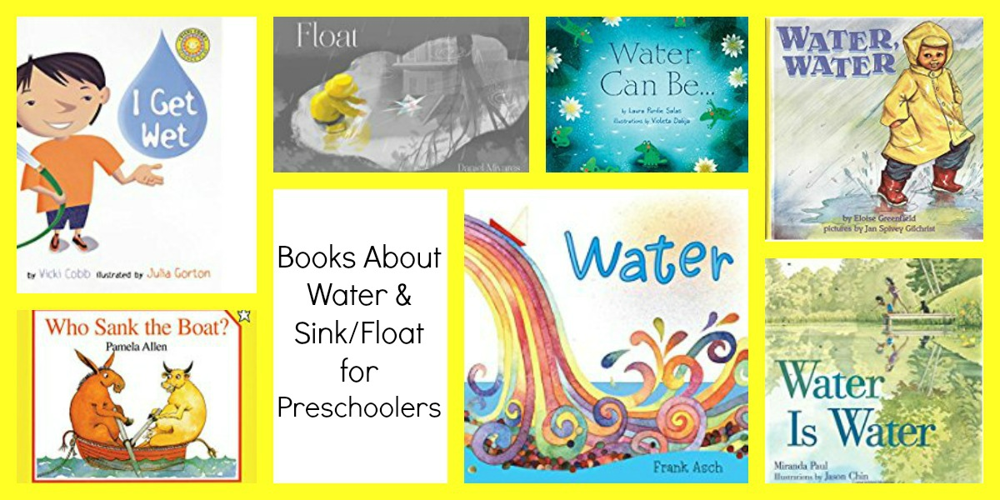 I Get
Wet
by Vicki Cobb illustrated by Julia Gorton
Float
Daniel Miyares
Water
Can Be...
by Laura Purdie Salas
illustrations by Violeta Dabija
WATER,
WATER
by Eloise Greenfield
pictures by Jan Spivey Gilchrist
Who Sank the Boat?
Pamela Allen
Books About
Water &
Sink/Float
for
Preschoolers
Water
Frank Asch
Water
Is Water
Miranda Paul
Illustrations by Jason Chin